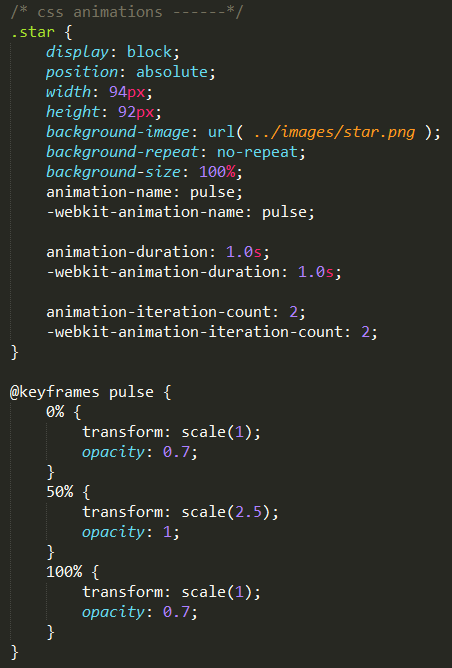 /* css animations ------*/
.star {
display: block;
position: absolute;
width: 94px;
height: 92px;
background-image: url( ../images/star.png );
background-repeat: no-repeat;
background-size: 100%;
animation-name: pulse;
-webkit-animation-name: pulse;
animation-duration: 1.0s;
-webkit-animation-duration: 1.0s;
animation-iteration-count: 2;
-webkit-animation-iteration-count: 2;
}
@keyframes pulse {
0% {
transform: scale(1);
opacity: 0.7;
}
50% {
transform: scale(2.5);
opacity: 1;
}
100% {
transform: scale(1);
opacity: 0.7;
}
}